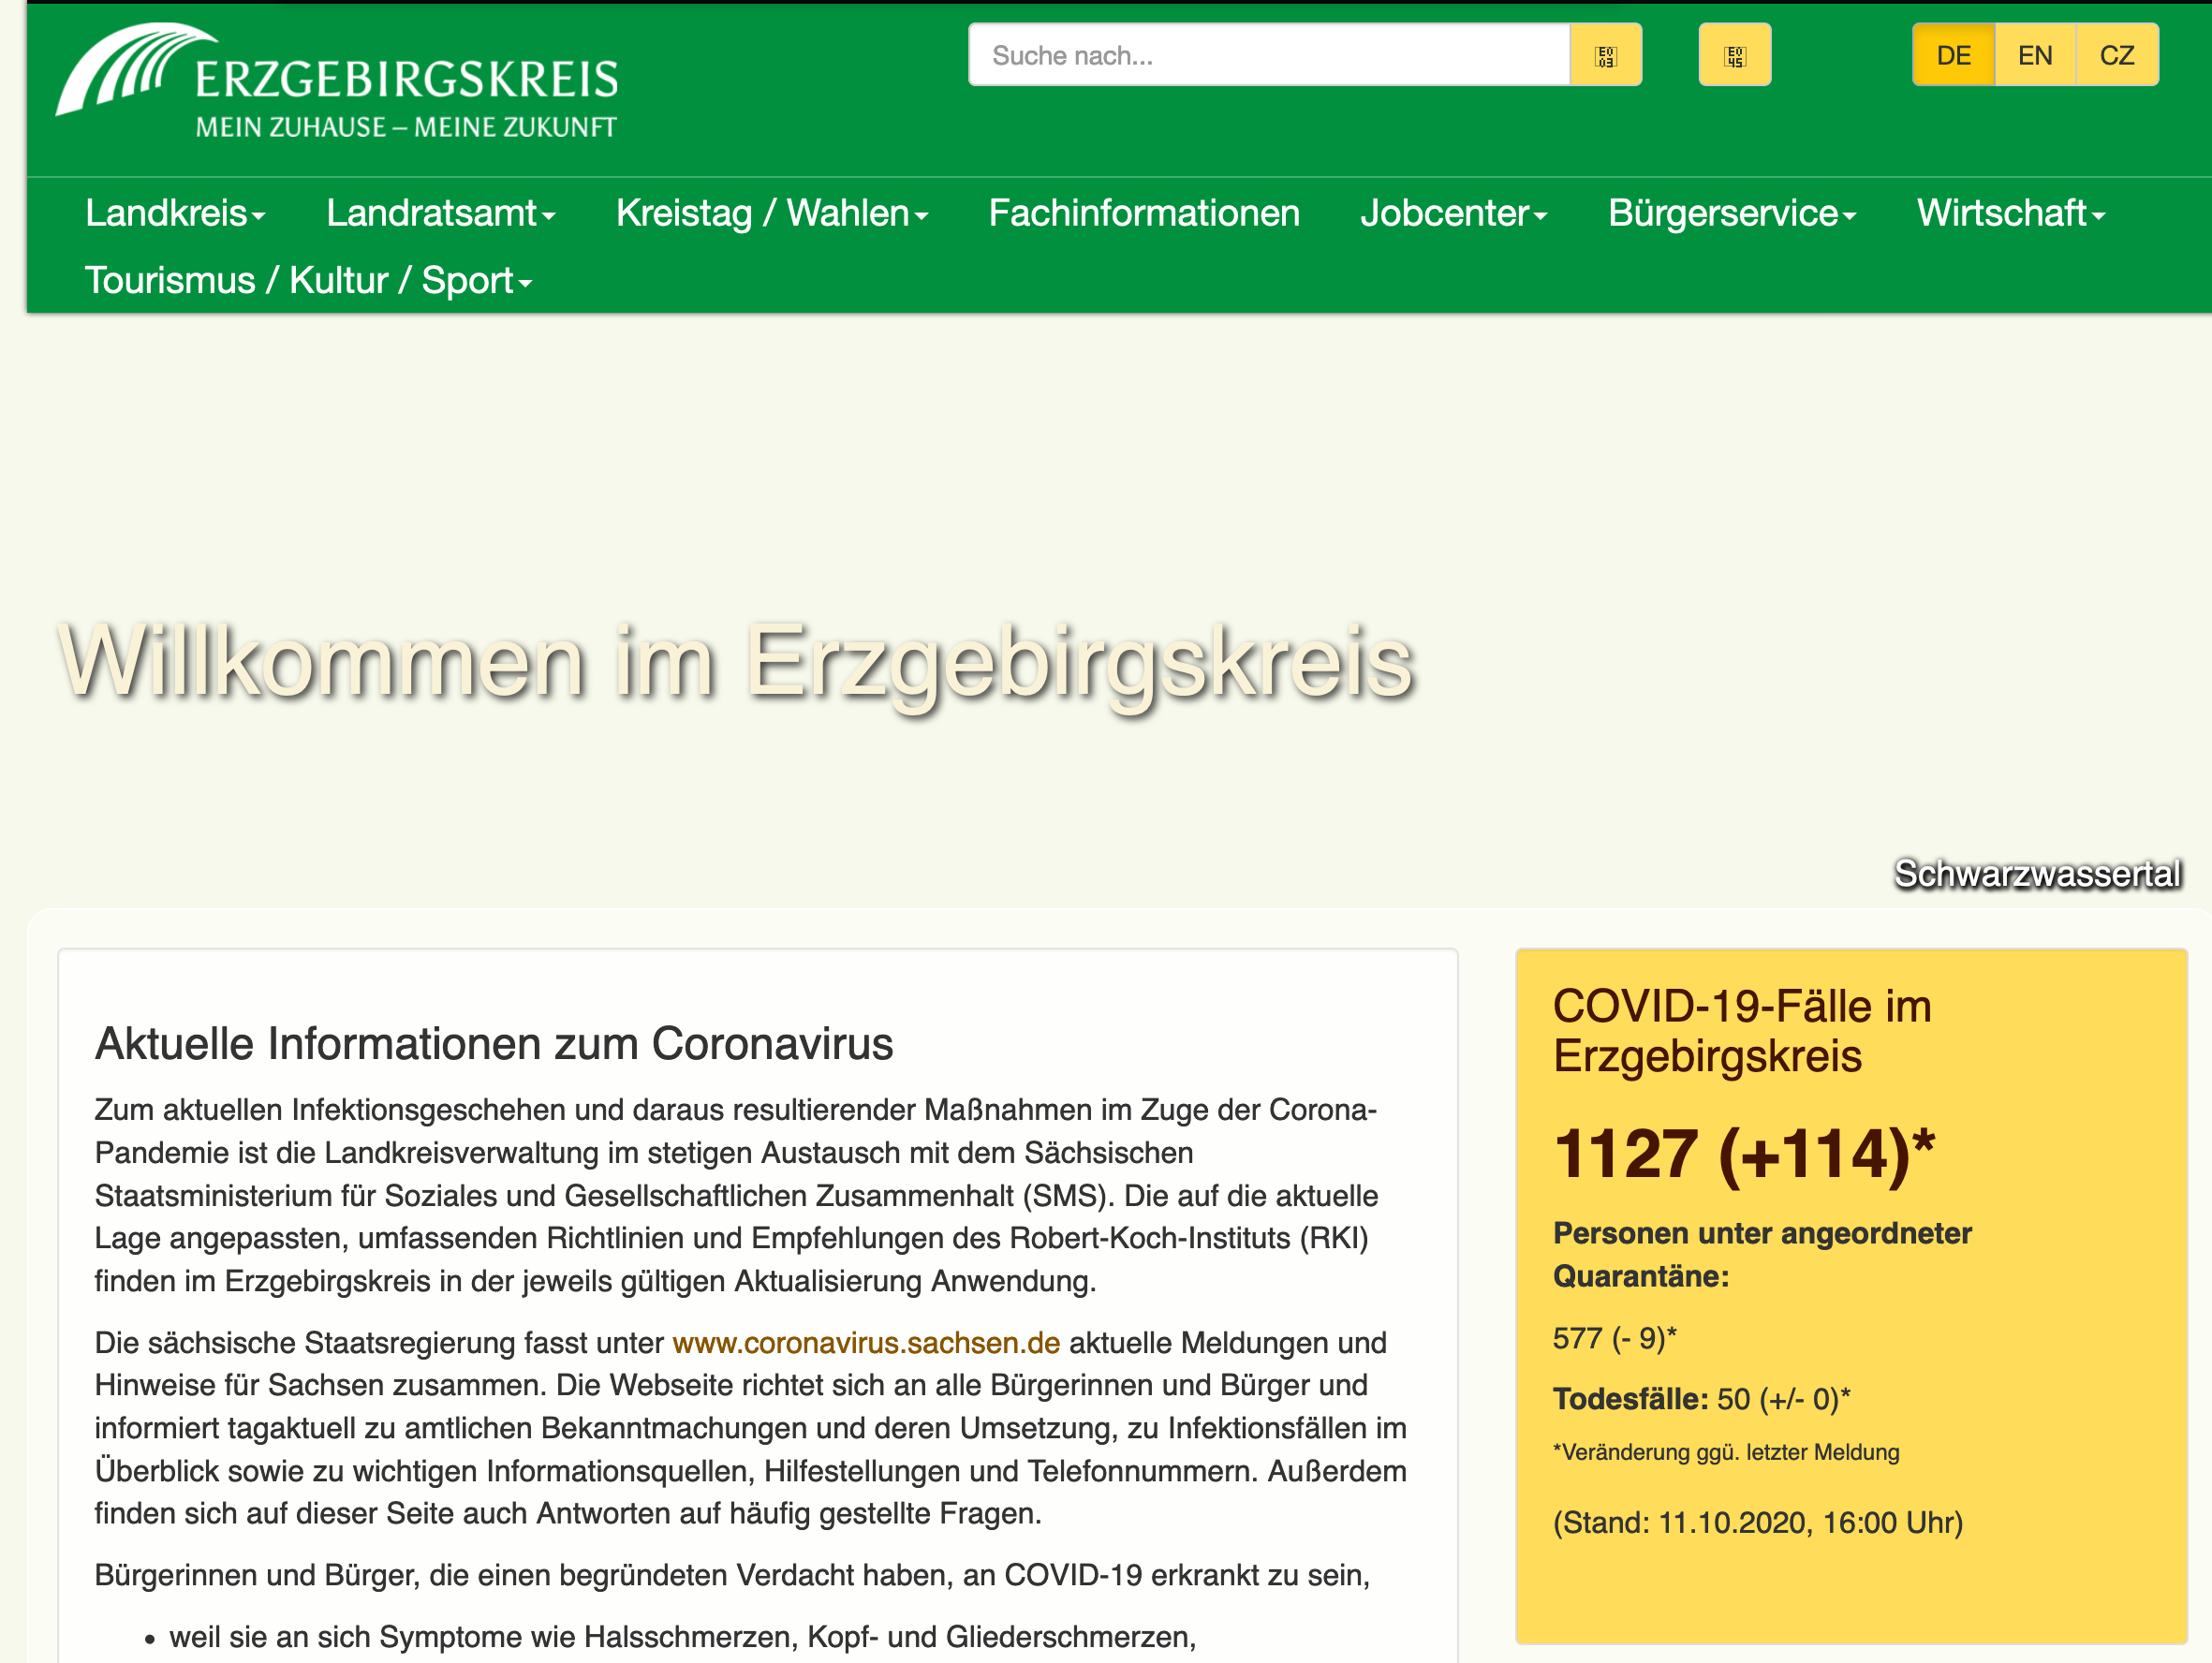 ERZGEBIRGSKREIS
MEIN ZUHAUSE – MEINE ZUKUNFT
Suche nach...
DE EN CZ
Landkreis Landratsamt Kreistag / Wahlen Fachinformationen Jobcenter Bürgerservice Wirtschaft
Tourismus / Kultur / Sport
Willkommen im Erzgebirgskreis
Schwarzwassertal
Aktuelle Informationen zum Coronavirus
Zum aktuellen Infektionsgeschehen und daraus resultierender Maßnahmen im Zuge der Corona-
Pandemie ist die Landkreisverwaltung im stetigen Austausch mit dem Sächsischen
Staatsministerium für Soziales und Gesellschaftlichen Zusammenhalt (SMS). Die auf die aktuelle
Lage angepassten, umfassenden Richtlinien und Empfehlungen des Robert-Koch-Instituts (RKI)
finden im Erzgebirgskreis in der jeweils gültigen Aktualisierung Anwendung.
Die sächsische Staatsregierung fasst unter www.coronavirus.sachsen.de aktuelle Meldungen und
Hinweise für Sachsen zusammen. Die Webseite richtet sich an alle Bürgerinnen und Bürger und
informiert tagaktuell zu amtlichen Bekanntmachungen und deren Umsetzung, zu Infektionsfällen im
Überblick sowie zu wichtigen Informationsquellen, Hilfestellungen und Telefonnummern. Außerdem
finden sich auf dieser Seite auch Antworten auf häufig gestellte Fragen.
Bürgerinnen und Bürger, die einen begründeten Verdacht haben, an COVID-19 erkrankt zu sein,
• weil sie an sich Symptome wie Halsschmerzen, Kopf- und Gliederschmerzen,
COVID-19-Fälle im
Erzgebirgskreis
1127 (+114)*
Personen unter angeordneter
Quarantäne:
577 (- 9)*
Todesfälle: 50 (+/- 0)*
*Veränderung ggü. letzter Meldung
(Stand: 11.10.2020, 16:00 Uhr)